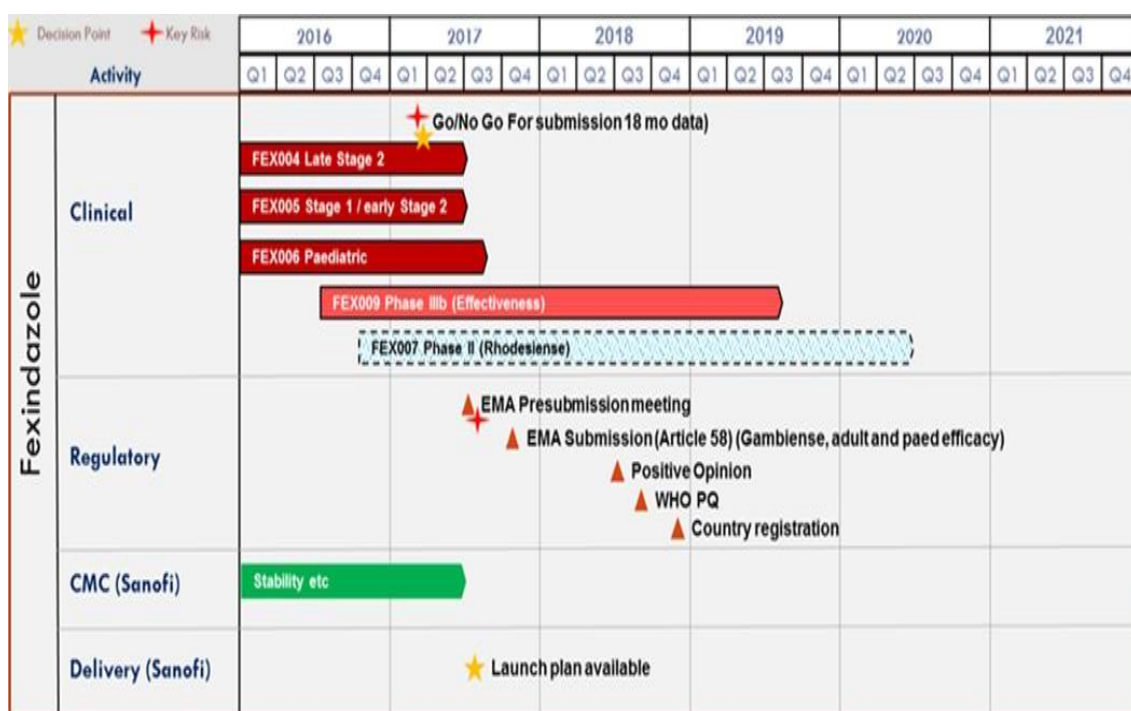 Decision Point Key Risk 2016 2017 2018 2019 2020 2021
Activity Q1 Q2 Q3 Q4 Q1 Q2 Q3 Q4 Q1 Q2 Q3 Q4 Q1 Q2 Q3 Q4 Q1 Q2 Q3 Q4 Q1 Q2 Q3 Q4
Fexindazole
Clinical
Go/No Go For submission 18 mo data)
FEX004 Late Stage 2
FEX005 Stage 1 / early Stage 2
FEX006 Paediatric
FEX009 Phase IIIb (Effectiveness)
FEX007 Phase II (Rhodesiense)
Regulatory
EMA Presubmission meeting
EMA Submission (Article 58) (Gambiense, adult and paed efficacy)
Positive Opinion
WHO PQ
Country registration
CMC (Sanofi)
Stability etc
Delivery (Sanofi)
Launch plan available